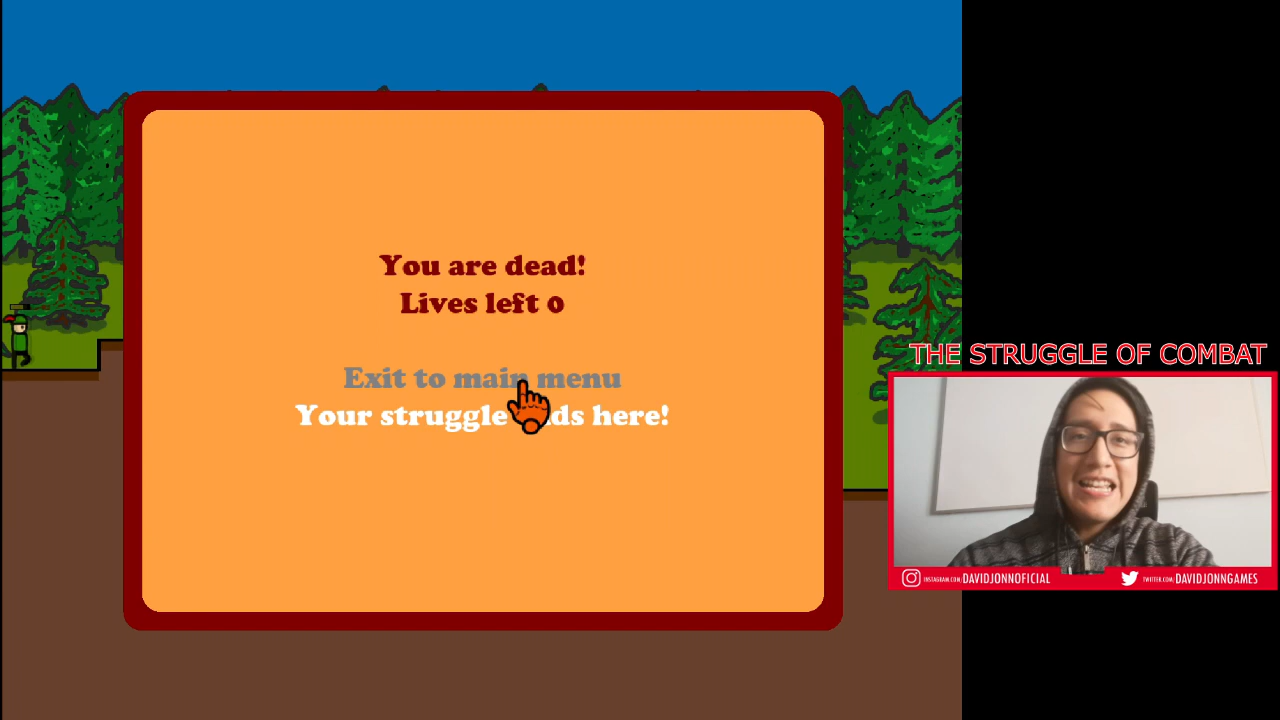 You are dead!
Lives left 0
Exit to main menu
Your struggle ends here!
THE STRUGGLE OF COMBAT
INSTAGRAM.COM/DAVIDJONNOFICIAL
TWITTER.COM/DAVIDJONNGAMES